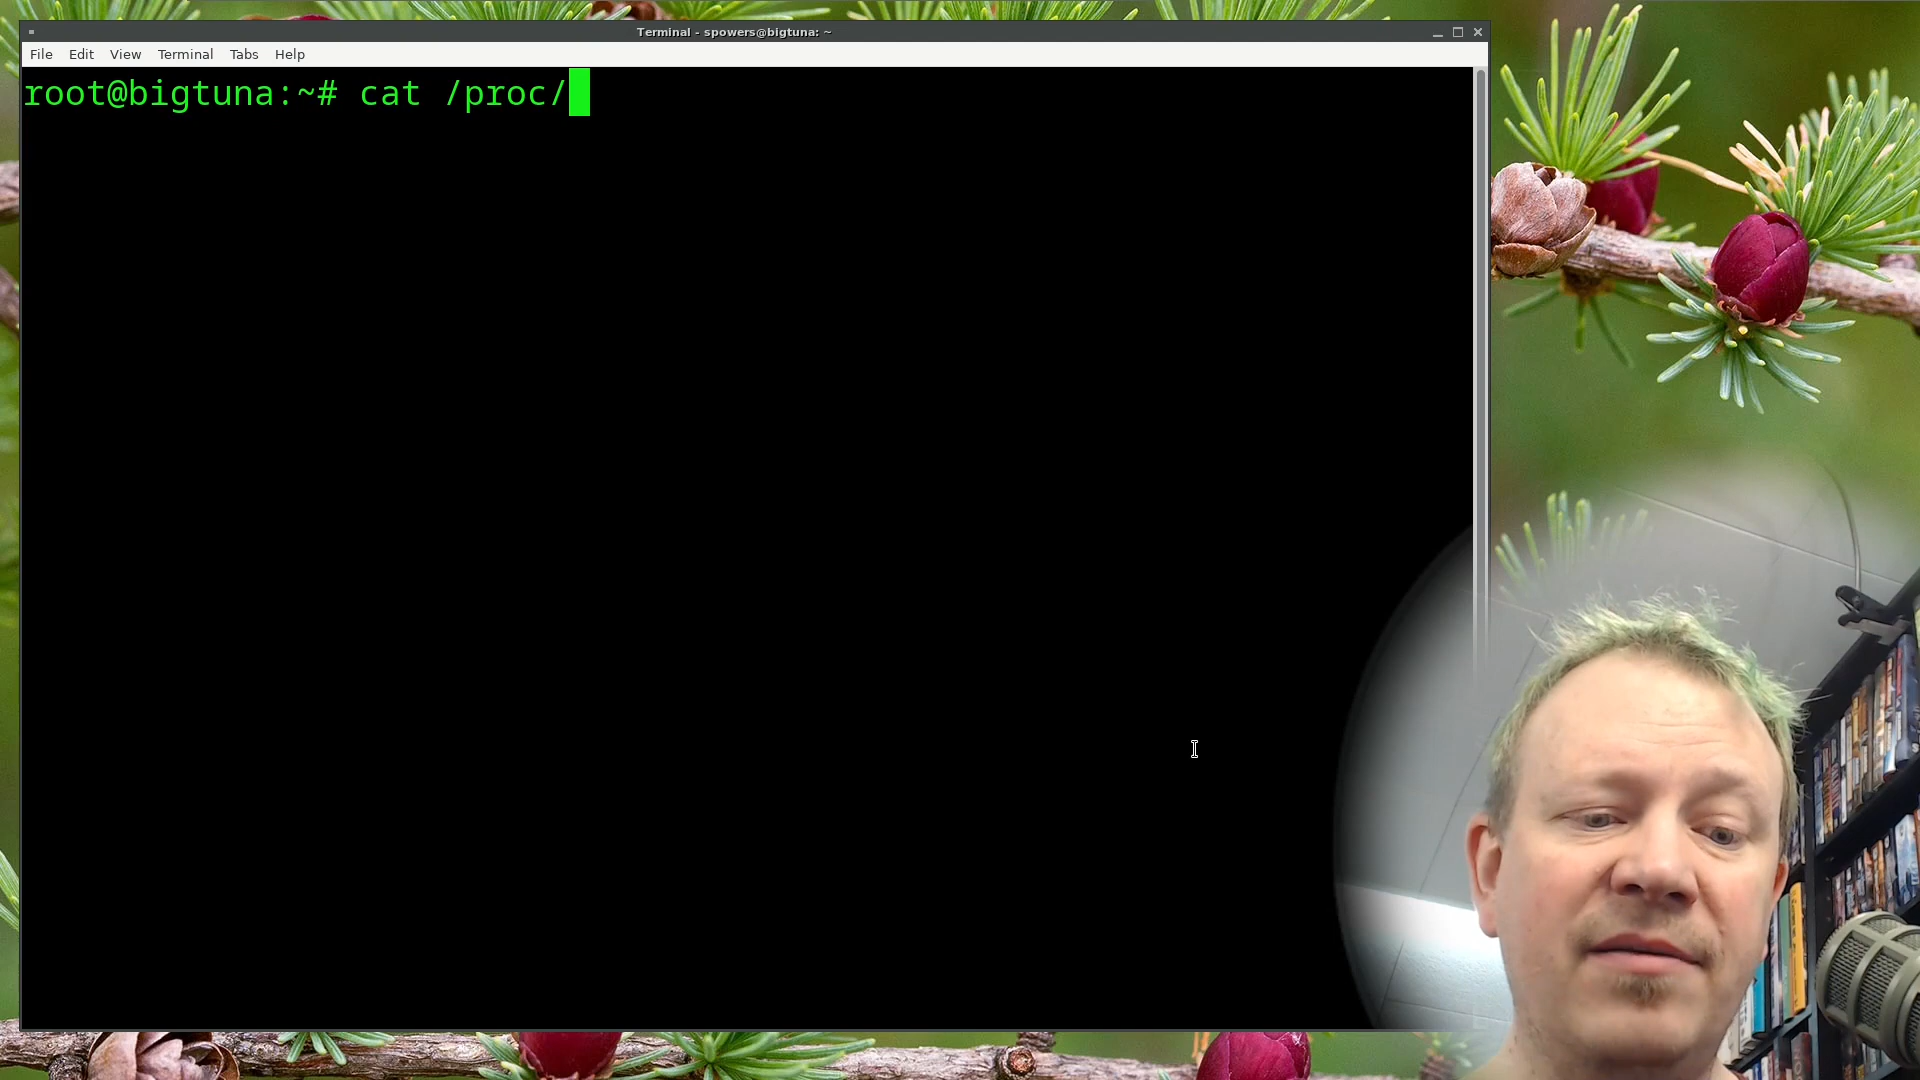 Terminal - spowers@bigtuna: ~
File Edit View Terminal Tabs Help
root@bigtuna:~# cat /proc/